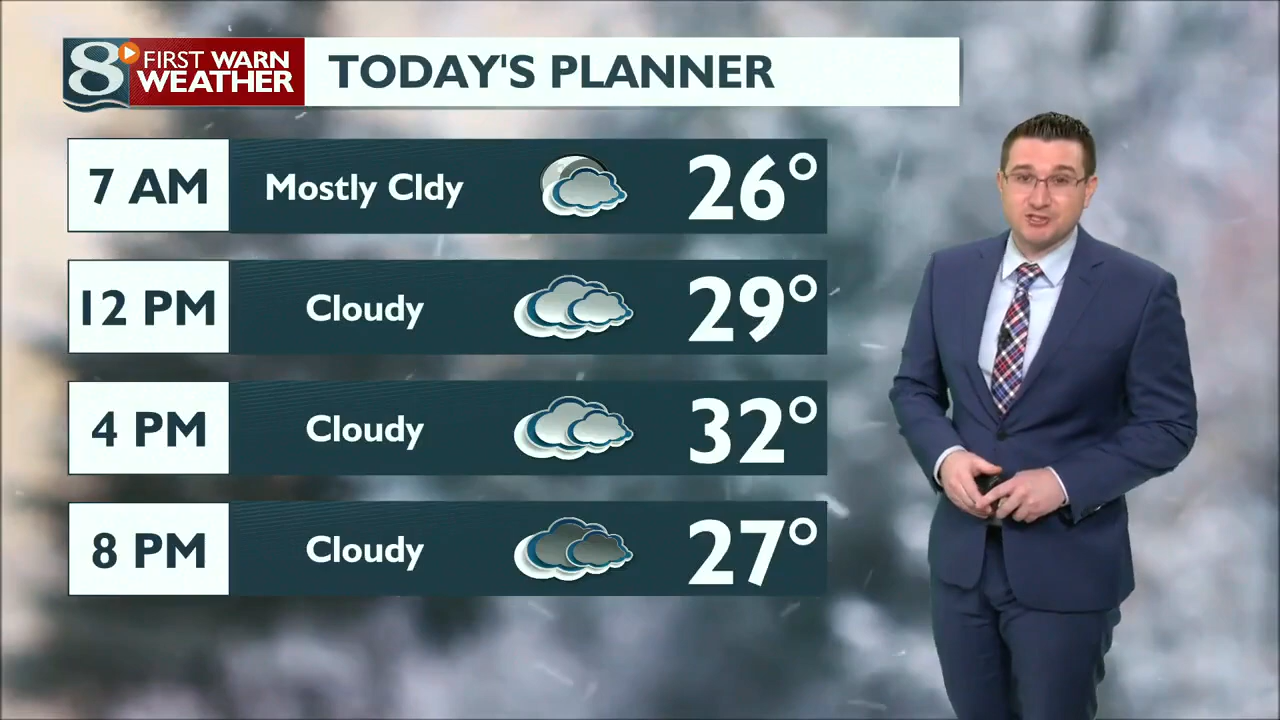 8 FIRST WARN
WEATHER
TODAY'S PLANNER
7 AM Mostly Cldy 26°
12 PM Cloudy 29°
4 PM Cloudy 32°
8 PM Cloudy 27°